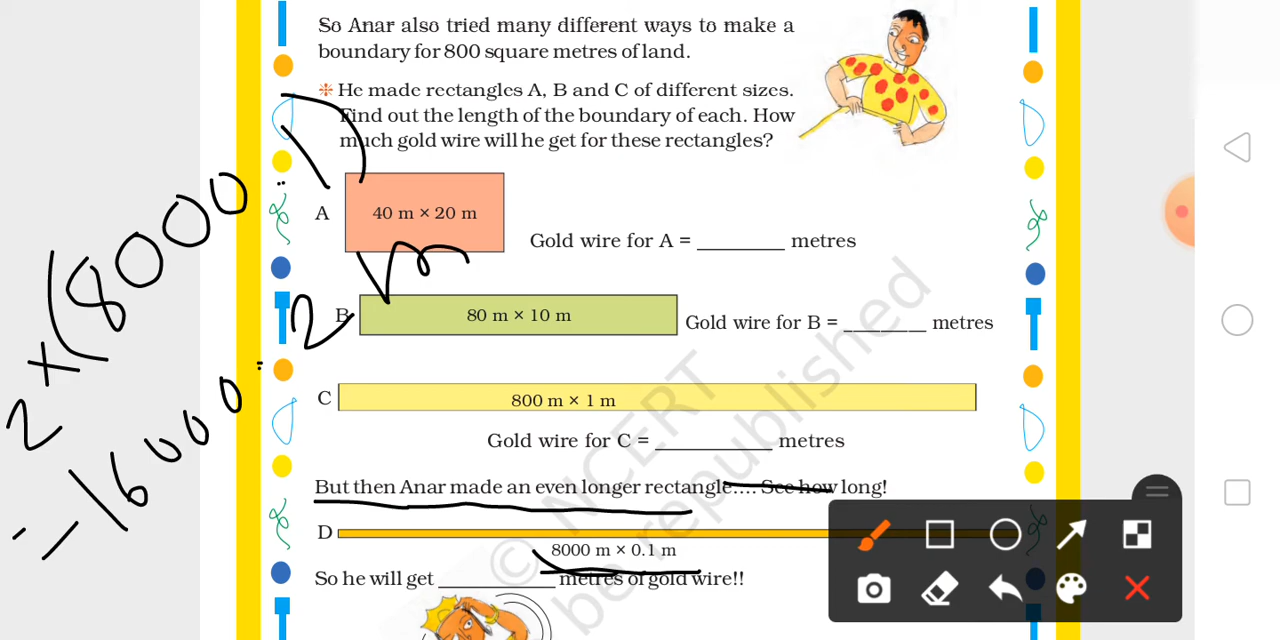 So Anar also tried many different ways to make a
boundary for 800 square metres of land.
He made rectangles A, B and C of different sizes.
Find out the length of the boundary of each. How
much gold wire will he get for these rectangles?
A
40 m × 20 m
Gold wire for A = ________ metres
B
80 m × 10 m
Gold wire for B = ________ metres
C
800 m × 1 m
Gold wire for C = ___________ metres
But then Anar made an even longer rectangle.... See how long!
D
8000 m × 0.1 m
So he will get ___________ metres of gold wire!!
2 × (8000
= 16000
2
© NCERT
be republished